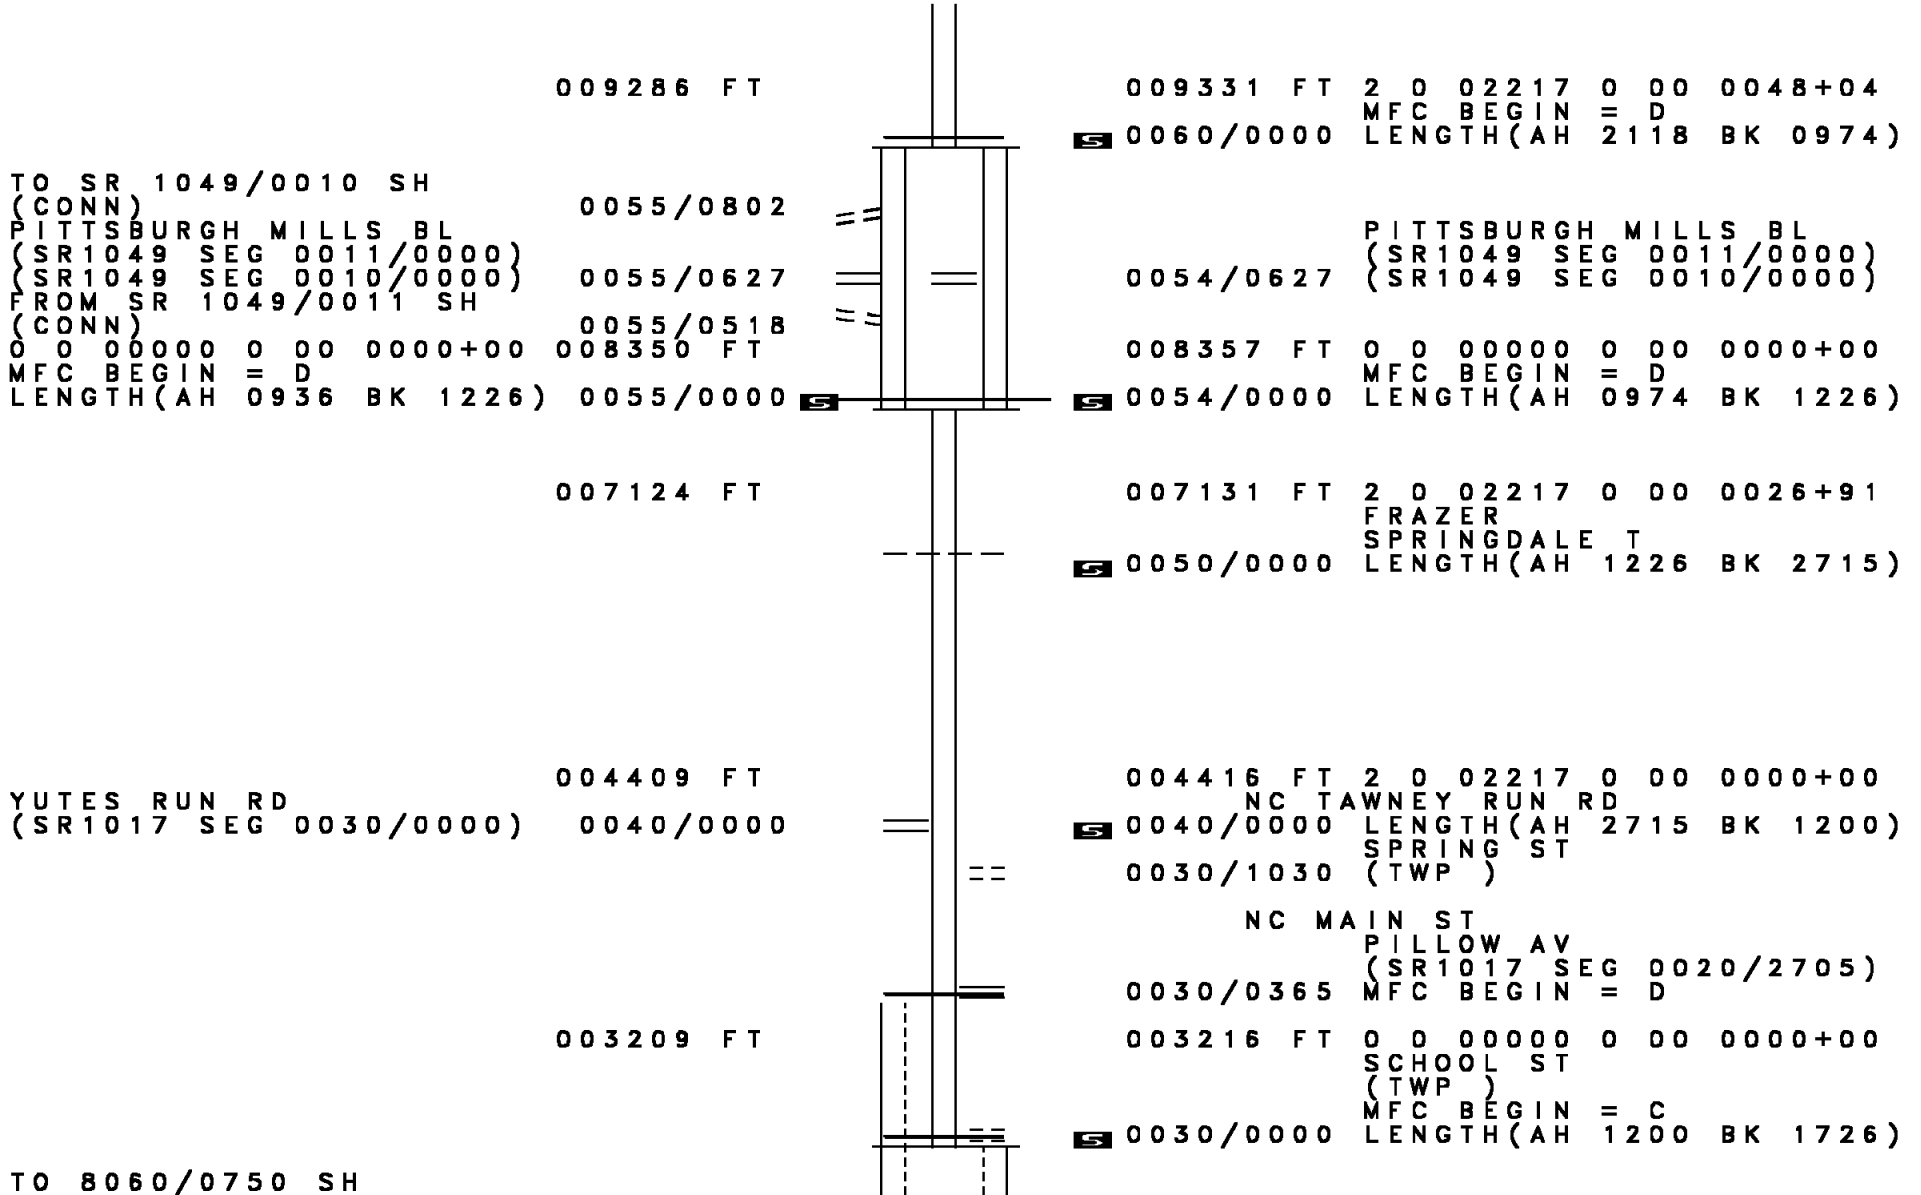 009286 FT 009331 FT 2 0 02217 0 00 0048+04
MFC BEGIN = D
S 0060/0000 LENGTH(AH 2118 BK 0974)
TO SR 1049/0010 SH
(CONN) 0055/0802
PITTSBURGH MILLS BL PITTSBURGH MILLS BL
(SR1049 SEG 0011/0000) (SR1049 SEG 0011/0000)
(SR1049 SEG 0010/0000) 0055/0627 0054/0627 (SR1049 SEG 0010/0000)
FROM SR 1049/0011 SH
(CONN) 0055/0518
0 0 00000 0 00 0000+00 008350 FT 008357 FT 0 0 00000 0 00 0000+00
MFC BEGIN = D MFC BEGIN = D
LENGTH(AH 0936 BK 1226) 0055/0000 S S 0054/0000 LENGTH(AH 0974 BK 1226)
007124 FT 007131 FT 2 0 02217 0 00 0026+91
FRAZER
SPRINGDALE T
S 0050/0000 LENGTH(AH 1226 BK 2715)
004409 FT 004416 FT 2 0 02217 0 00 0000+00
YUTES RUN RD NC TAWNEY RUN RD
(SR1017 SEG 0030/0000) 0040/0000 S 0040/0000 LENGTH(AH 2715 BK 1200)
SPRING ST
0030/1030 (TWP )
NC MAIN ST
PILLOW AV
(SR1017 SEG 0020/2705)
0030/0365 MFC BEGIN = D
003209 FT 003216 FT 0 0 00000 0 00 0000+00
SCHOOL ST
(TWP )
MFC BEGIN = C
S 0030/0000 LENGTH(AH 1200 BK 1726)
TO 8060/0750 SH